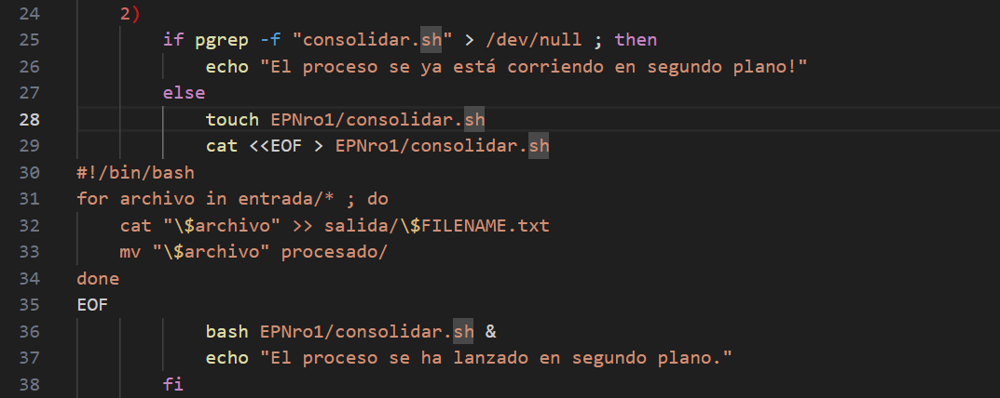 24 2)
25 if pgrep -f "consolidar.sh" > /dev/null ; then
26 echo "El proceso se ya está corriendo en segundo plano!"
27 else
28 touch EPNro1/consolidar.sh
29 cat <<EOF > EPNro1/consolidar.sh
30 #!/bin/bash
31 for archivo in entrada/* ; do
32 cat "\$archivo" >> salida/\$FILENAME.txt
33 mv "\$archivo" procesado/
34 done
35 EOF
36 bash EPNro1/consolidar.sh &
37 echo "El proceso se ha lanzado en segundo plano."
38 fi